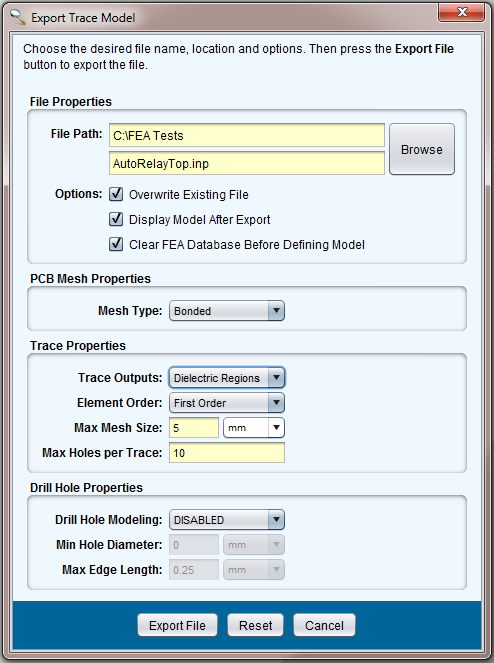 Export Trace Model
Choose the desired file name, location and options. Then press the Export File
button to export the file.
File Properties
File Path: C:\FEA Tests
AutoRelayTop.inp
Browse
Options: Overwrite Existing File
Display Model After Export
Clear FEA Database Before Defining Model
PCB Mesh Properties
Mesh Type: Bonded
Trace Properties
Trace Outputs: Dielectric Regions
Element Order: First Order
Max Mesh Size: 5 mm
Max Holes per Trace: 10
Drill Hole Properties
Drill Hole Modeling: DISABLED
Min Hole Diameter: 0 mm
Max Edge Length: 0.25 mm
Export File Reset Cancel